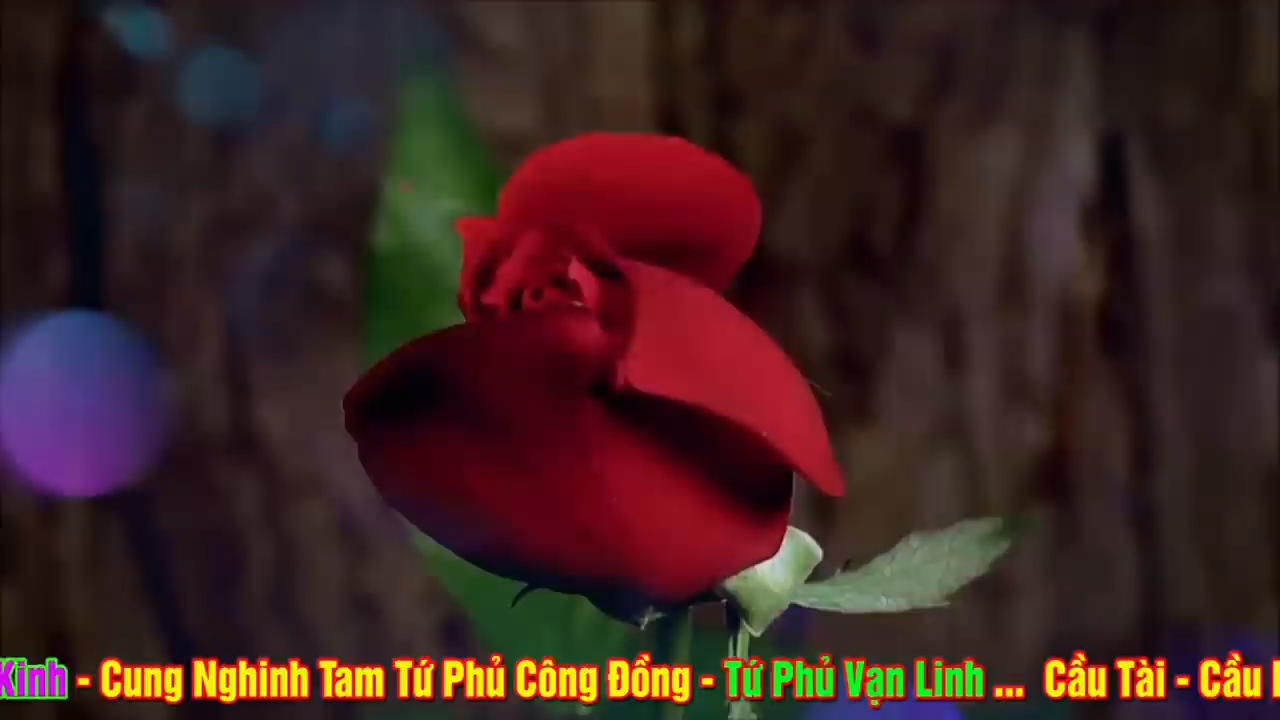 Kinh - Cung Nghinh Tam Tứ Phủ Công Đồng - Tứ Phủ Vạn Linh ... Cầu Tài - Cầu